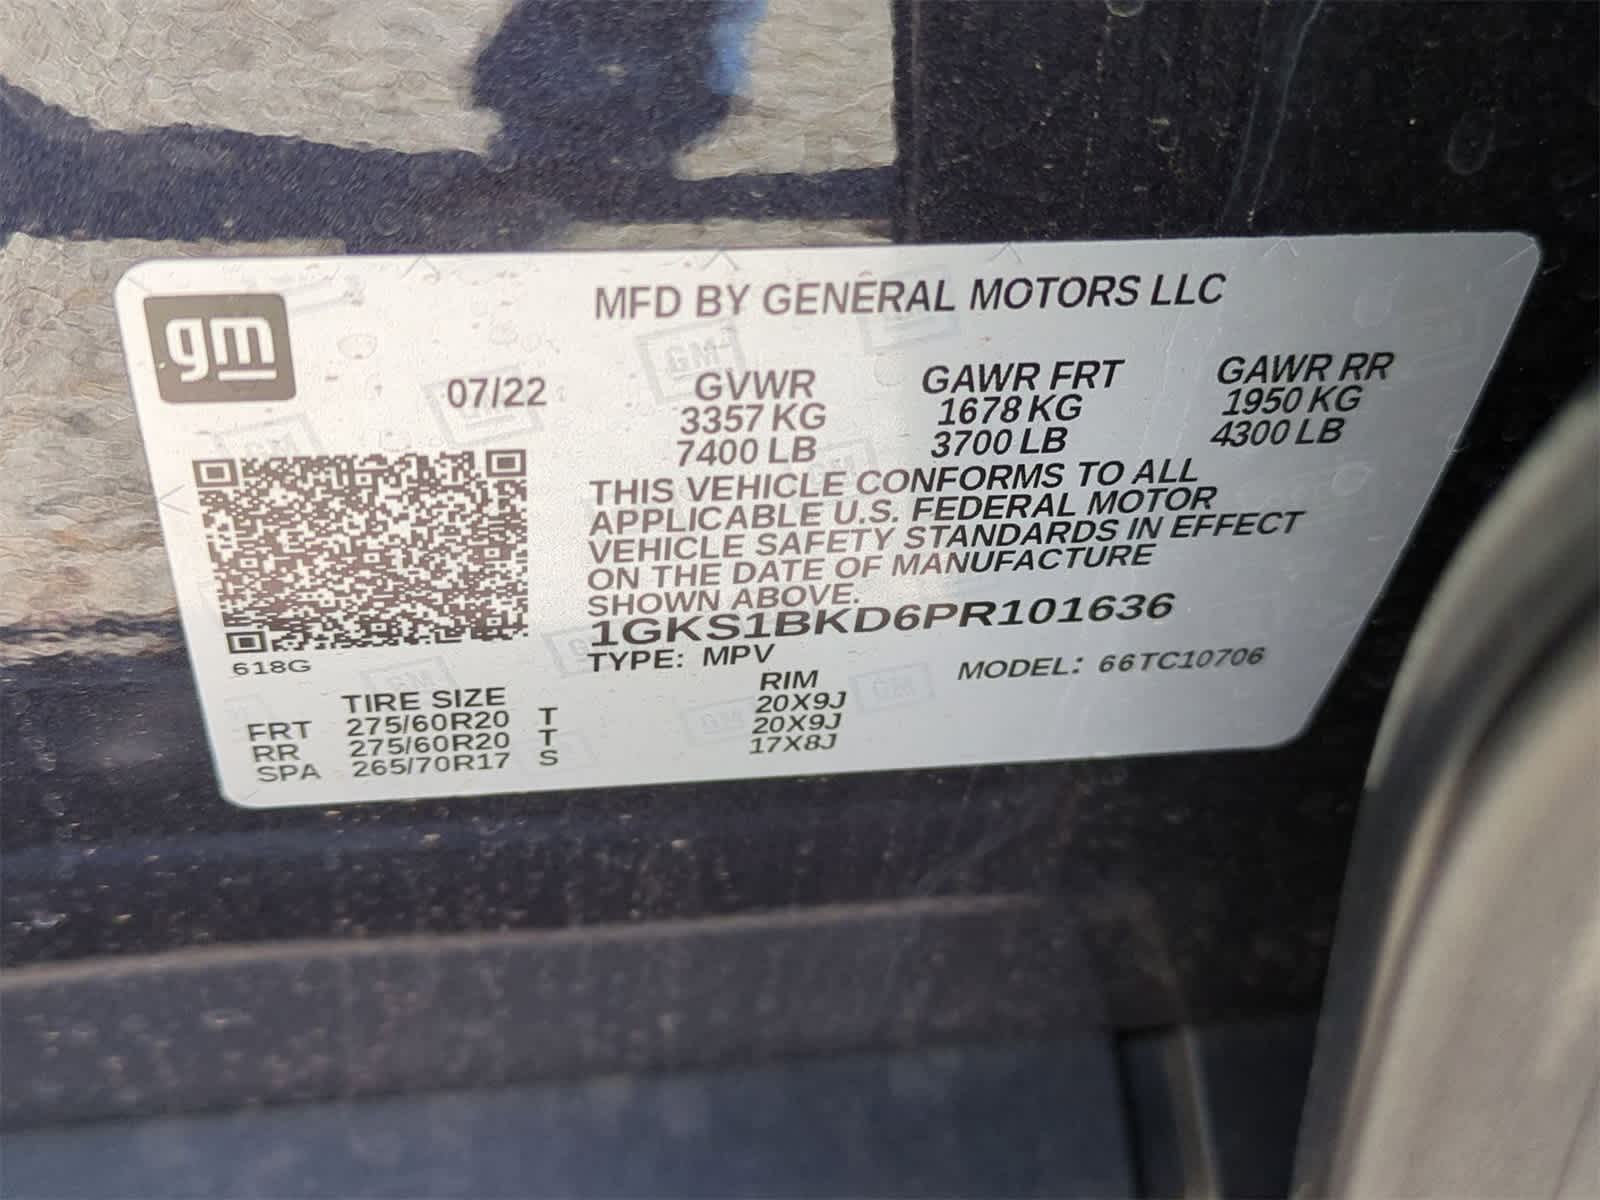 gm
MFD BY GENERAL MOTORS LLC
07/22 GVWR GAWR FRT GAWR RR
3357 KG 1678 KG 1950 KG
7400 LB 3700 LB 4300 LB
THIS VEHICLE CONFORMS TO ALL
APPLICABLE U.S. FEDERAL MOTOR
VEHICLE SAFETY STANDARDS IN EFFECT
ON THE DATE OF MANUFACTURE
SHOWN ABOVE.
1GKS1BKD6PR101636
618G
TYPE: MPV MODEL: 66TC10706
TIRE SIZE RIM
FRT 275/60R20 T 20X9J
RR 275/60R20 T 20X9J
SPA 265/70R17 S 17X8J